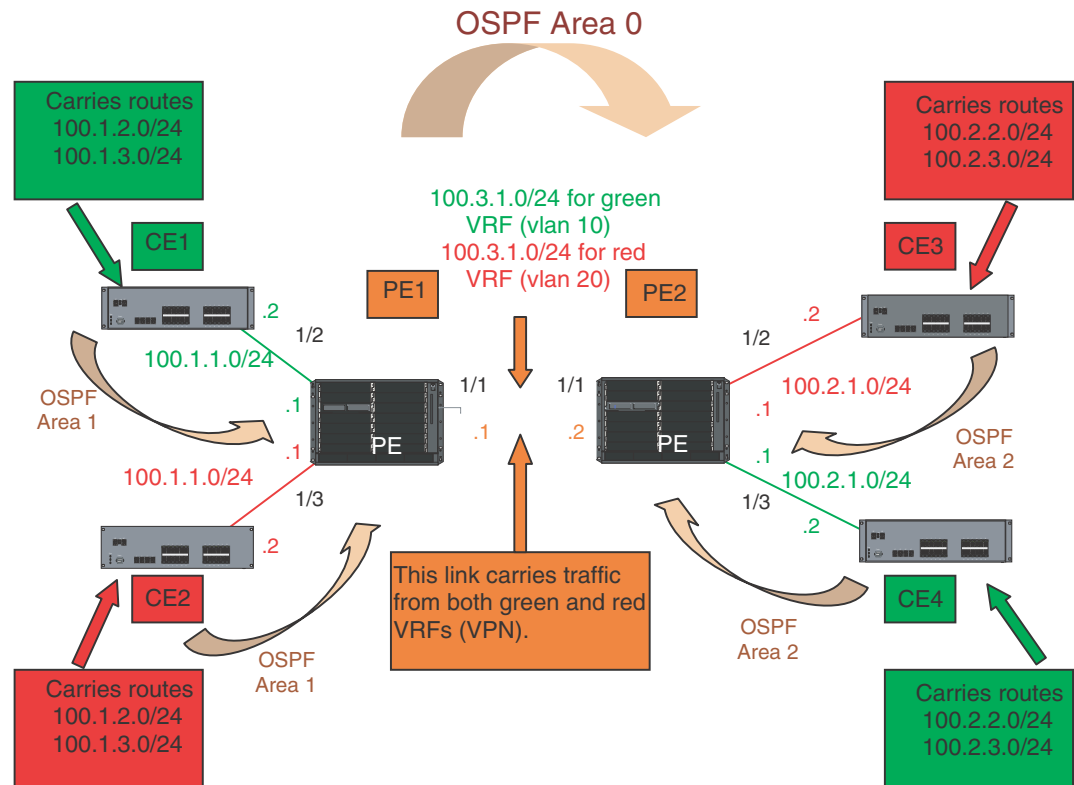 OSPF Area 0
Carries routes
100.1.2.0/24
100.1.3.0/24
Carries routes
100.2.2.0/24
100.2.3.0/24
100.3.1.0/24 for green
VRF (vlan 10)
100.3.1.0/24 for red
VRF (vlan 20)
CE1
CE3
PE1
PE2
.2
1/2
100.1.1.0/24
.2
1/2
100.2.1.0/24
OSPF
Area 1
.1
PE
1/1
.1
1/1
.2
PE
.1
OSPF
Area 2
.1
100.1.1.0/24
1/3
.2
.1
100.2.1.0/24
1/3
.2
CE2
This link carries traffic
from both green and red
VRFs (VPN).
CE4
OSPF
Area 1
OSPF
Area 2
Carries routes
100.1.2.0/24
100.1.3.0/24
Carries routes
100.2.2.0/24
100.2.3.0/24